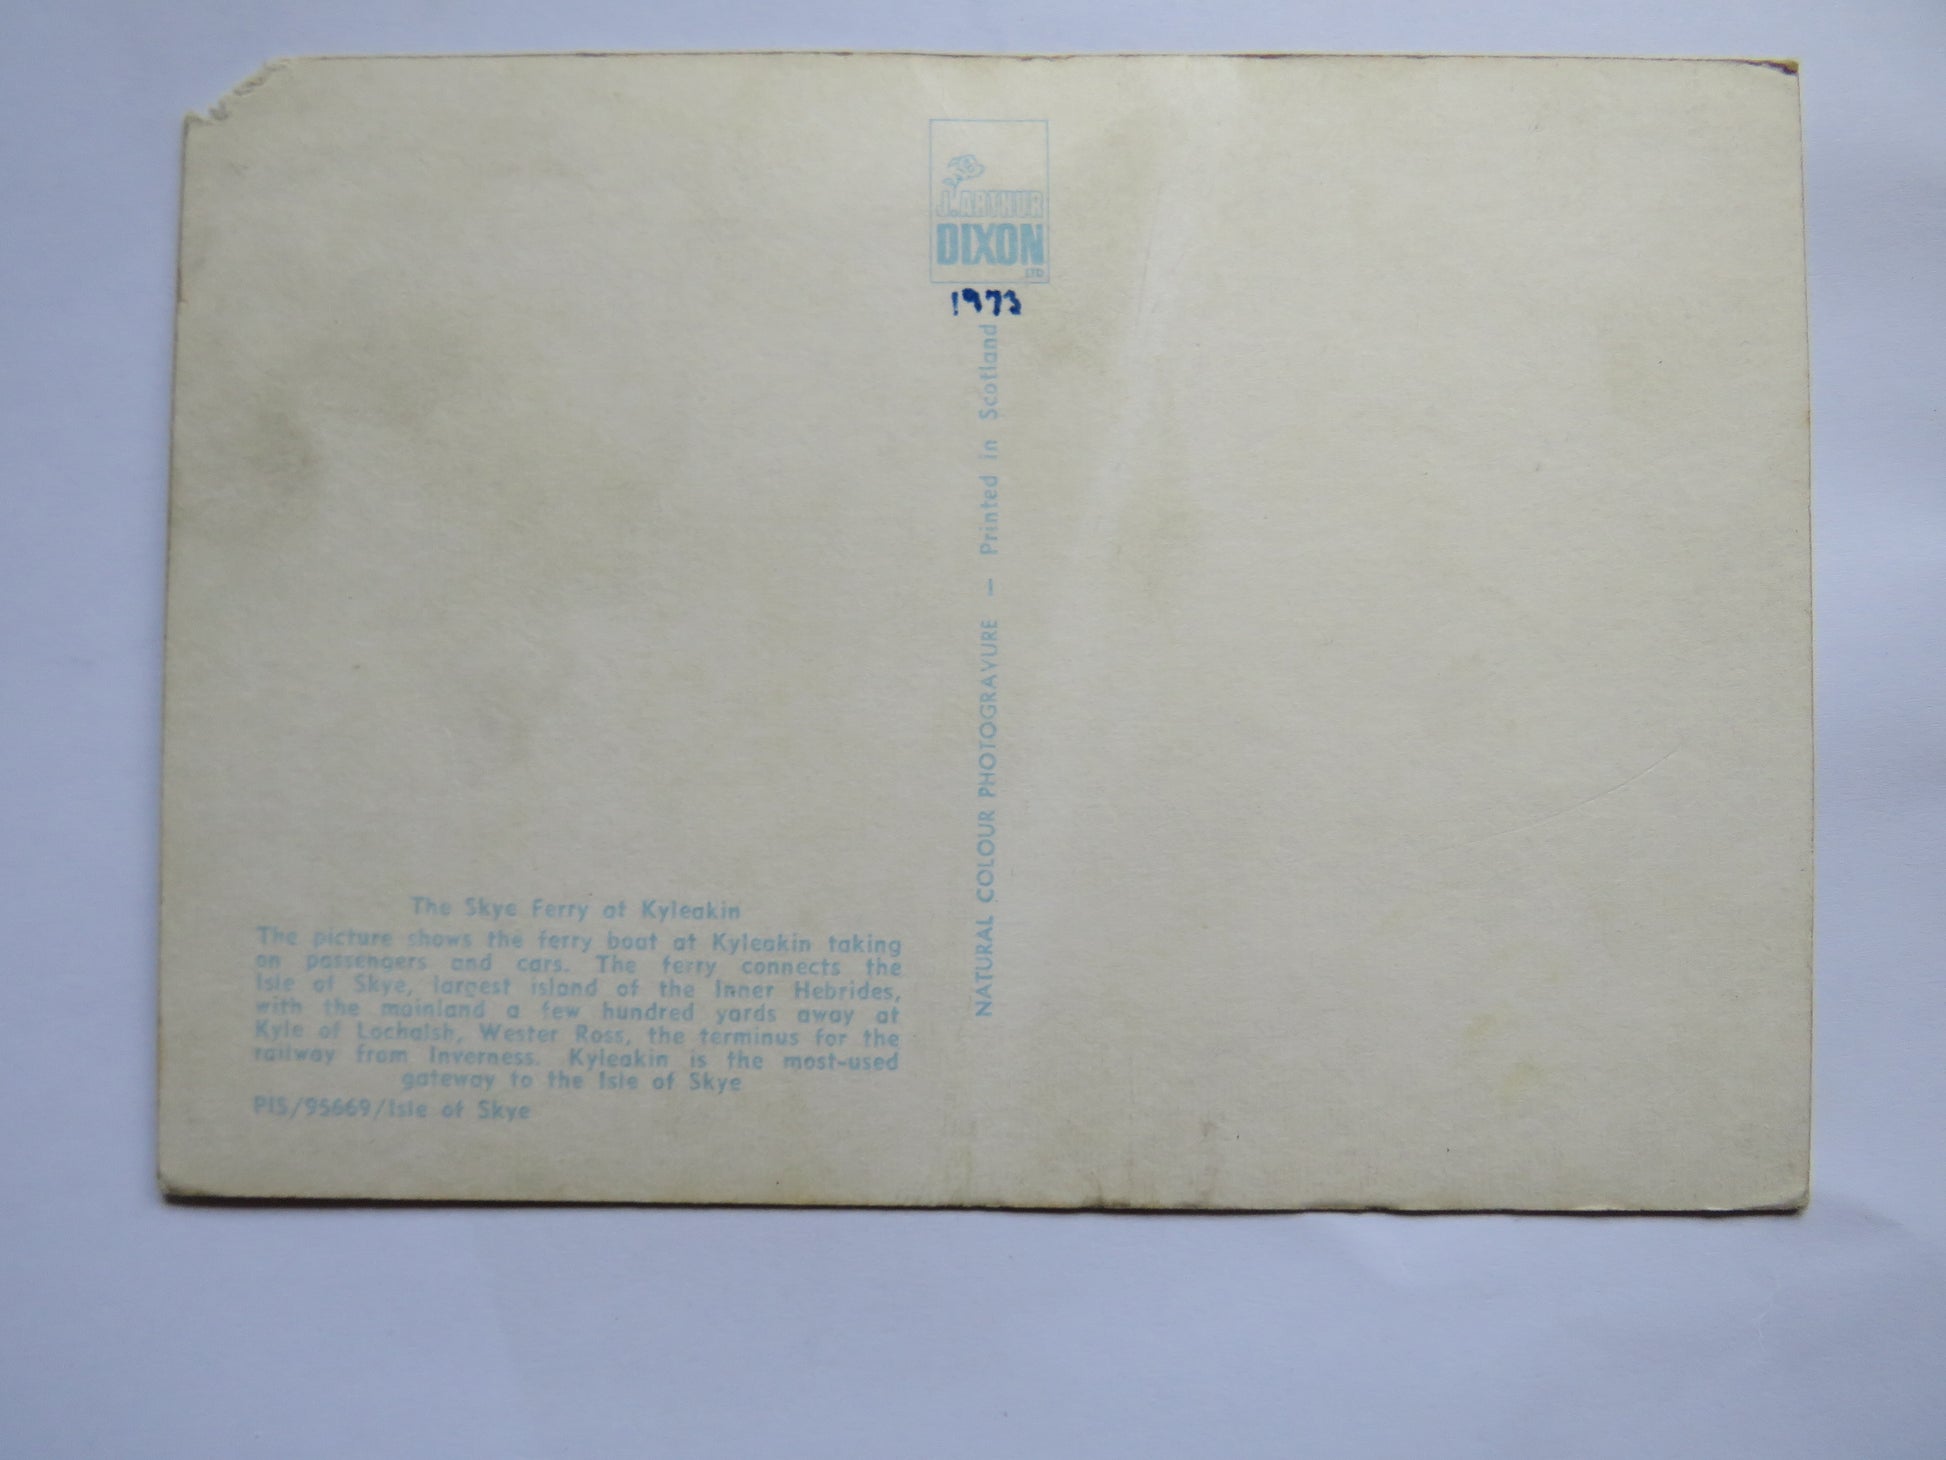 J. ARTHUR
DIXON
LTD
1973
NATURAL COLOUR PHOTOGRAVURE — Printed in Scotland
The Skye Ferry at Kyleakin
The picture shows the ferry boat at Kyleakin taking
on passengers and cars. The ferry connects the
Isle of Skye, largest island of the Inner Hebrides,
with the mainland a few hundred yards away at
Kyle of Lochalsh, Wester Ross, the terminus for the
railway from Inverness. Kyleakin is the most-used
gateway to the Isle of Skye
PIS/95669/Isle of Skye